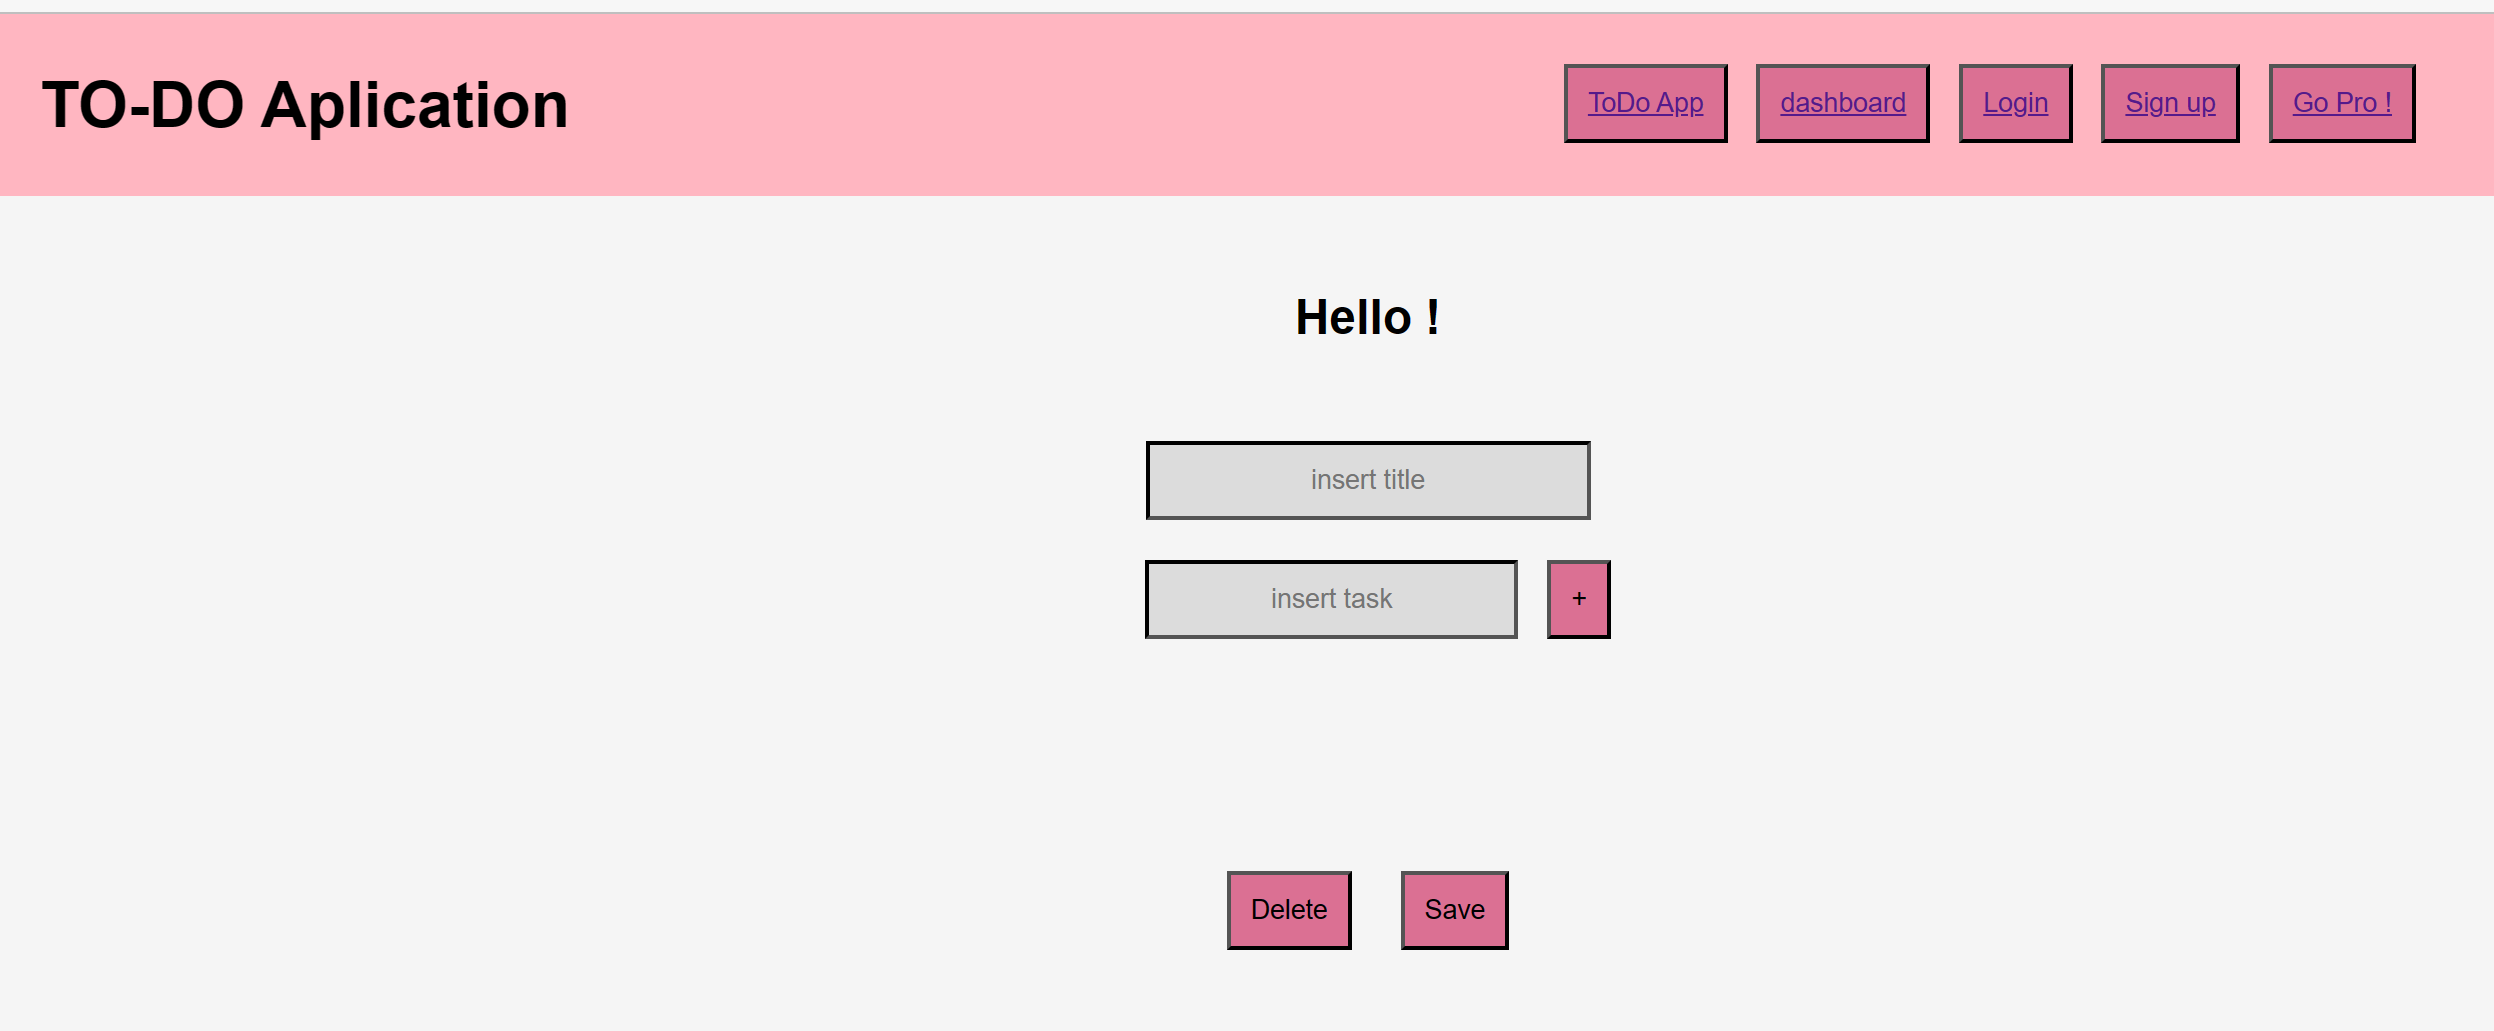 TO-DO Aplication
ToDo App dashboard Login Sign up Go Pro !
Hello !
insert title
insert task +
Delete Save